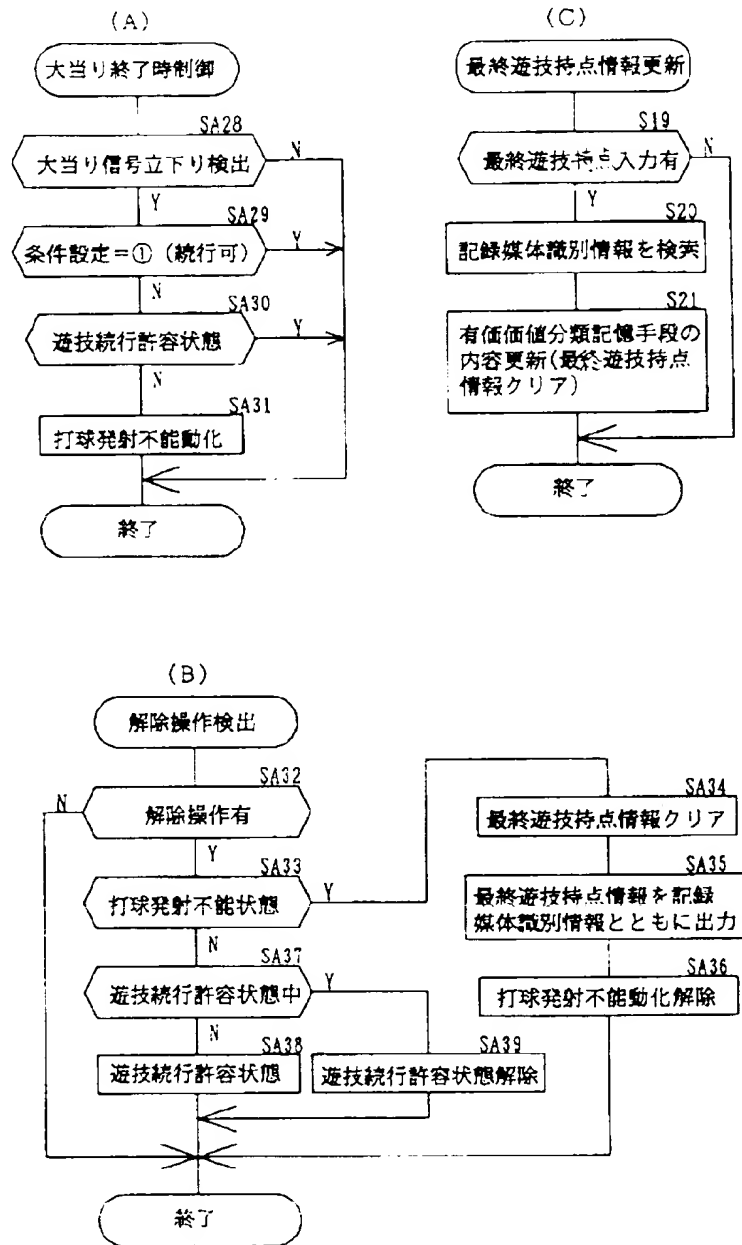 (A)
大当り終了時制御
SA28
大当り信号立下り検出
N
Y
SA29
条件設定=① (続行可)
Y
N
SA30
遊技続行許容状態
Y
N
SA31
打球発射不能動化
終了
(C)
最終遊技持点情報更新
S19
最終遊技持点入力有
N
Y
S20
記録媒体識別情報を検索
S21
有価価値分類記憶手段の
内容更新(最終遊技持点
情報クリア)
終了
(B)
解除操作検出
SA32
N
解除操作有
Y
SA33
打球発射不能状態
Y
N
SA37
遊技続行許容状態中
Y
N
SA38
遊技続行許容状態
SA39
遊技続行許容状態解除
SA34
最終遊技持点情報クリア
SA35
最終遊技持点情報を記録
媒体識別情報とともに出力
SA36
打球発射不能動化解除
終了